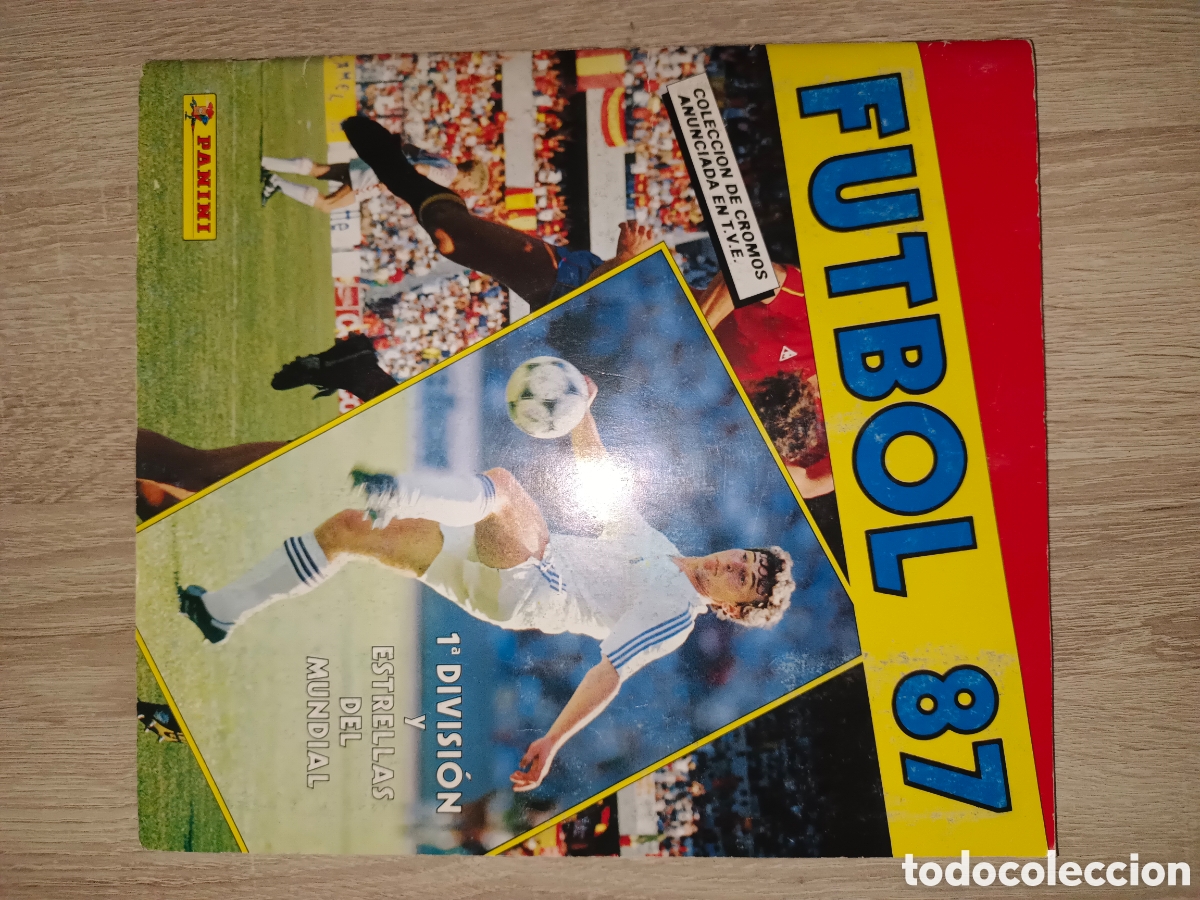 FUTBOL 87
COLECCION DE CROMOS
ANUNCIADA EN T.V.E.
1ª DIVISIÓN
y
ESTRELLAS
DEL
MUNDIAL
PANINI
todocoleccion